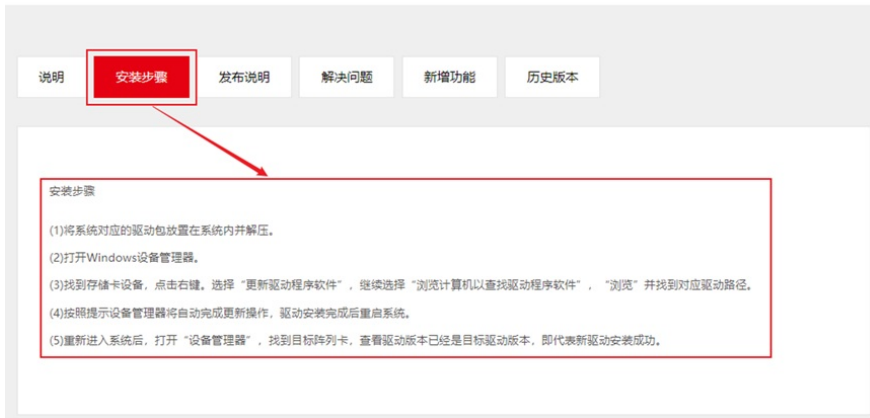 说明 安装步骤 发布说明 解决问题 新增功能 历史版本
安装步骤
(1)将系统对应的驱动包放置在系统内并解压。
(2)打开Windows设备管理器。
(3)找到存储卡设备，点击右键。选择“更新驱动程序软件”，继续选择“浏览计算机以查找驱动程序软件”，“浏览”并找到对应驱动路径。
(4)按照提示设备管理器将自动完成更新操作，驱动安装完成后重启系统。
(5)重新进入系统后，打开“设备管理器”，找到目标阵列卡，查看驱动版本已经是目标驱动版本，即代表新驱动安装成功。